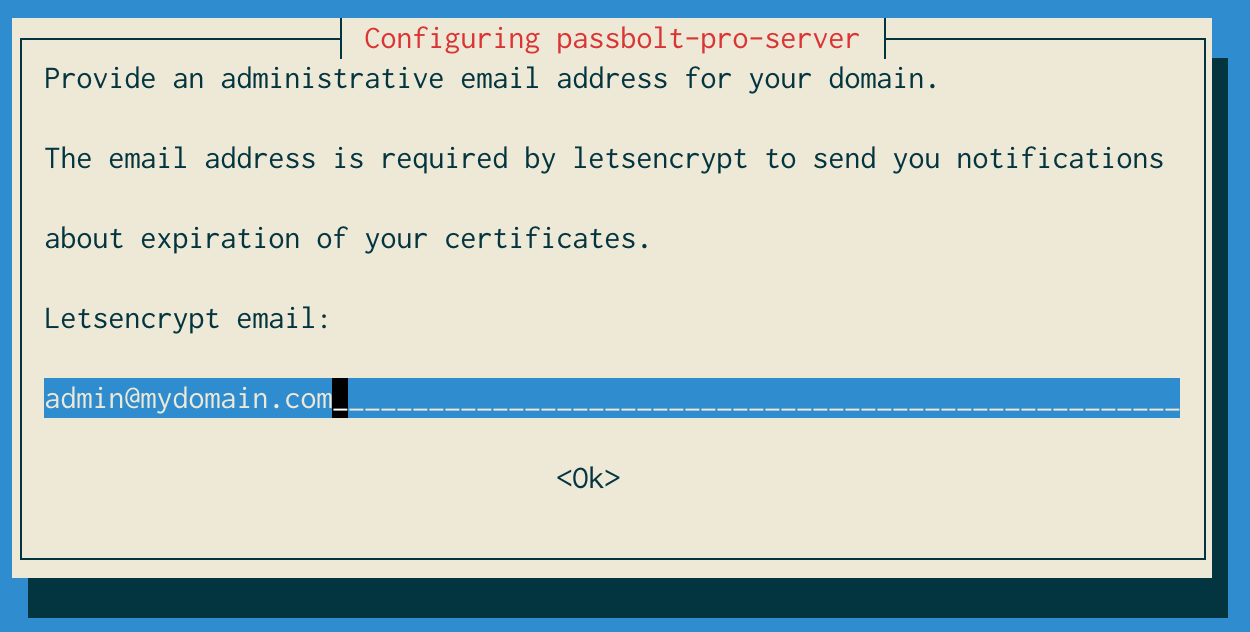 Configuring passbolt-pro-server
Provide an administrative email address for your domain.
The email address is required by letsencrypt to send you notifications
about expiration of your certificates.
Letsencrypt email:
admin@mydomain.com_____________________________________________________
<Ok>